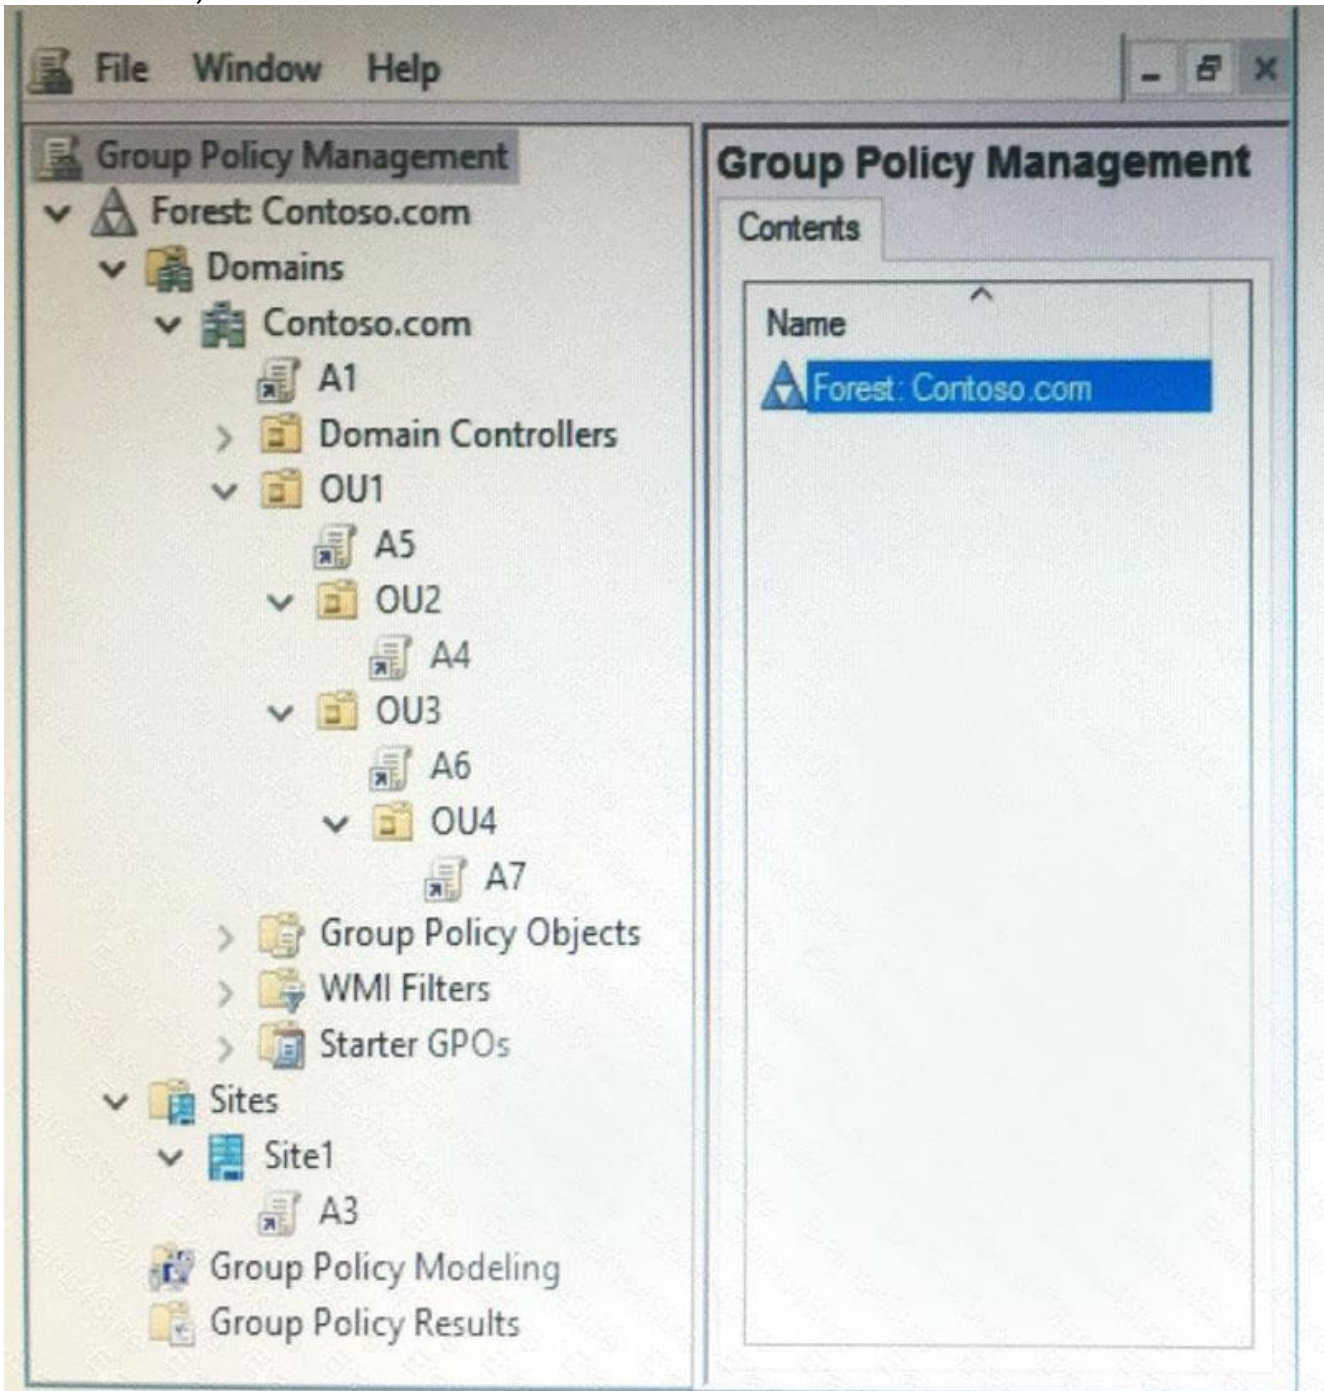 File Window Help
Group Policy Management
Forest: Contoso.com
Domains
Contoso.com
A1
Domain Controllers
OU1
A5
OU2
A4
OU3
A6
OU4
A7
Group Policy Objects
WMI Filters
Starter GPOs
Sites
Site1
A3
Group Policy Modeling
Group Policy Results
Group Policy Management
Contents
Name
Forest: Contoso.com